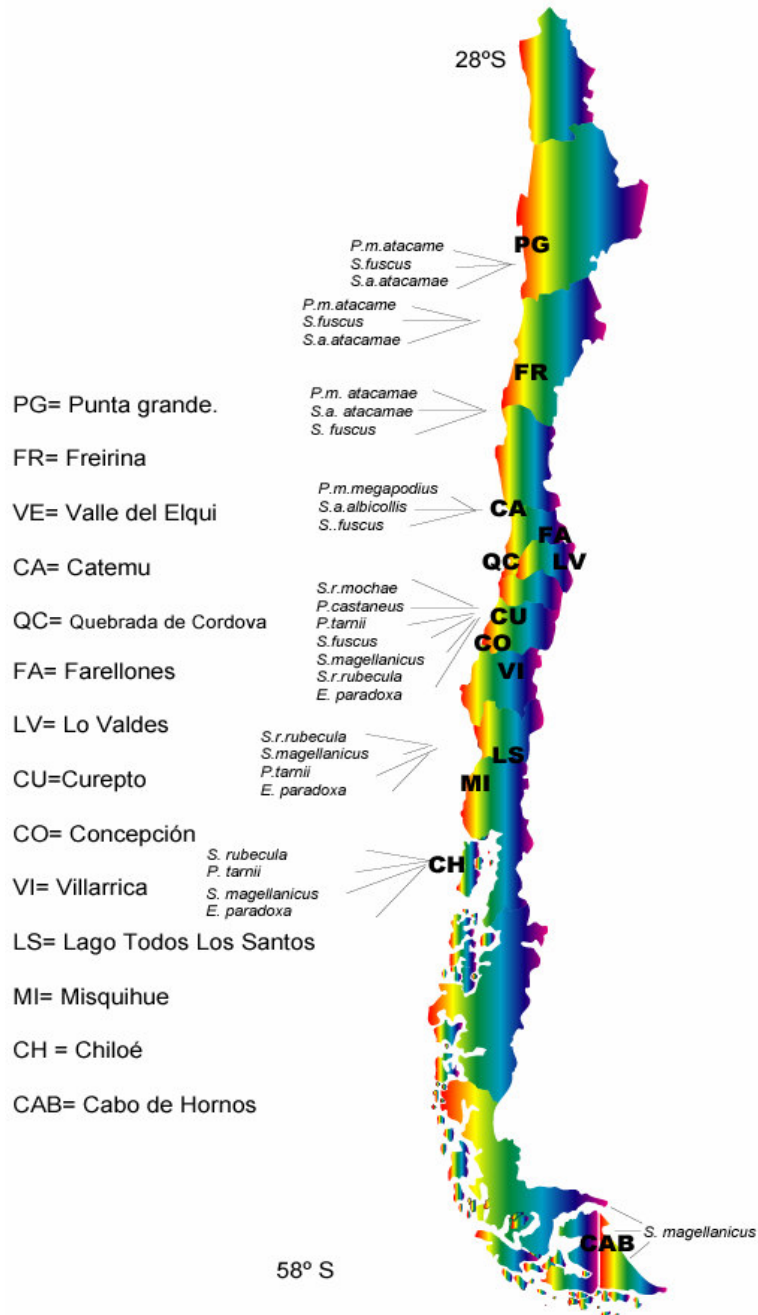 28ºS
PG
P.m.atacame
S.fuscus
S.a.atacamae
P.m.atacame
S.fuscus
S.a.atacamae
FR
P.m. atacamae
S.a. atacamae
S. fuscus
PG= Punta grande.
FR= Freirina
VE= Valle del Elqui
CA= Catemu
QC= Quebrada de Cordova
FA= Farellones
LV= Lo Valdes
CU=Curepto
CO= Concepción
VI= Villarrica
LS= Lago Todos Los Santos
MI= Misquihue
CH = Chiloé
CAB= Cabo de Hornos
P.m.megapodius
S.a.albicollis
S..fuscus
CA
FA
QC
LV
S.r.mochae
P.castaneus
P.tarnii
S.fuscus
S.magellanicus
S.r.rubecula
E. paradoxa
CU
CO
VI
S.r.rubecula
S.magellanicus
P.tarnii
E. paradoxa
LS
MI
S. rubecula
P. tarnii
S. magellanicus
E. paradoxa
CH
S. magellanicus
CAB
58º S